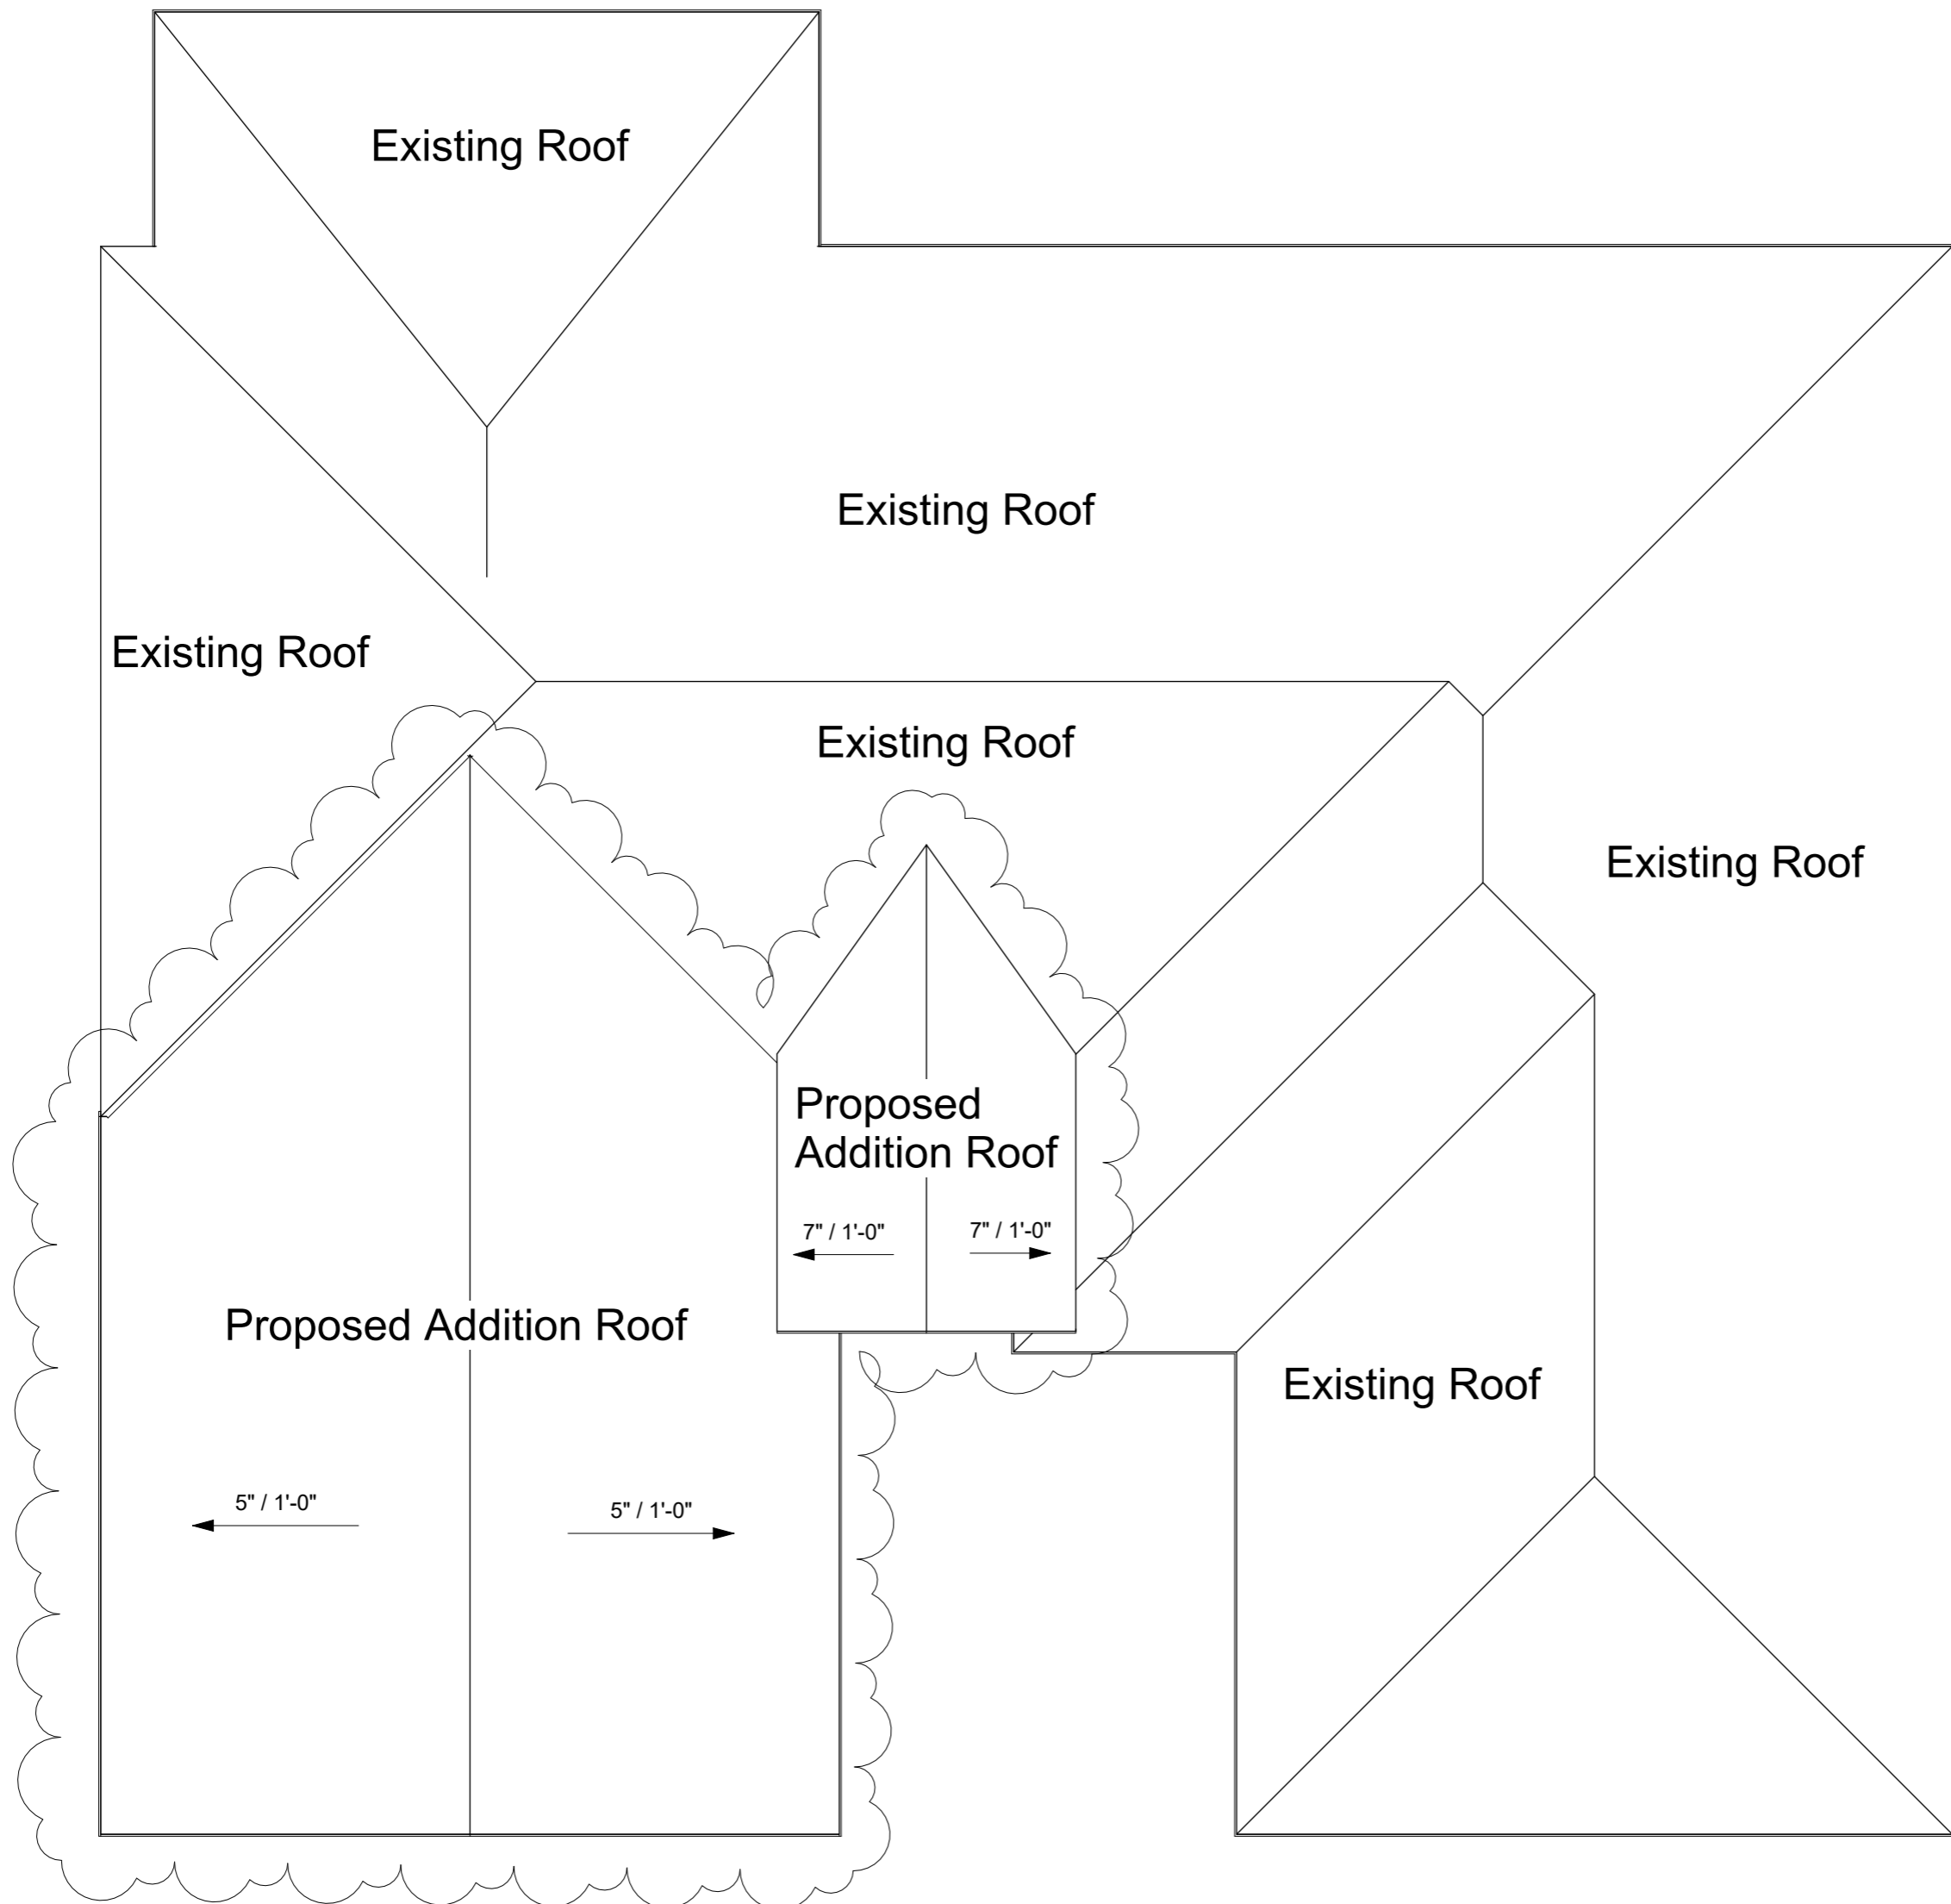 Existing Roof
Existing Roof
Existing Roof
Existing Roof
Existing Roof
Proposed
Addition Roof
7" / 1'-0"
7" / 1'-0"
Proposed Addition Roof
Existing Roof
5" / 1'-0"
5" / 1'-0"